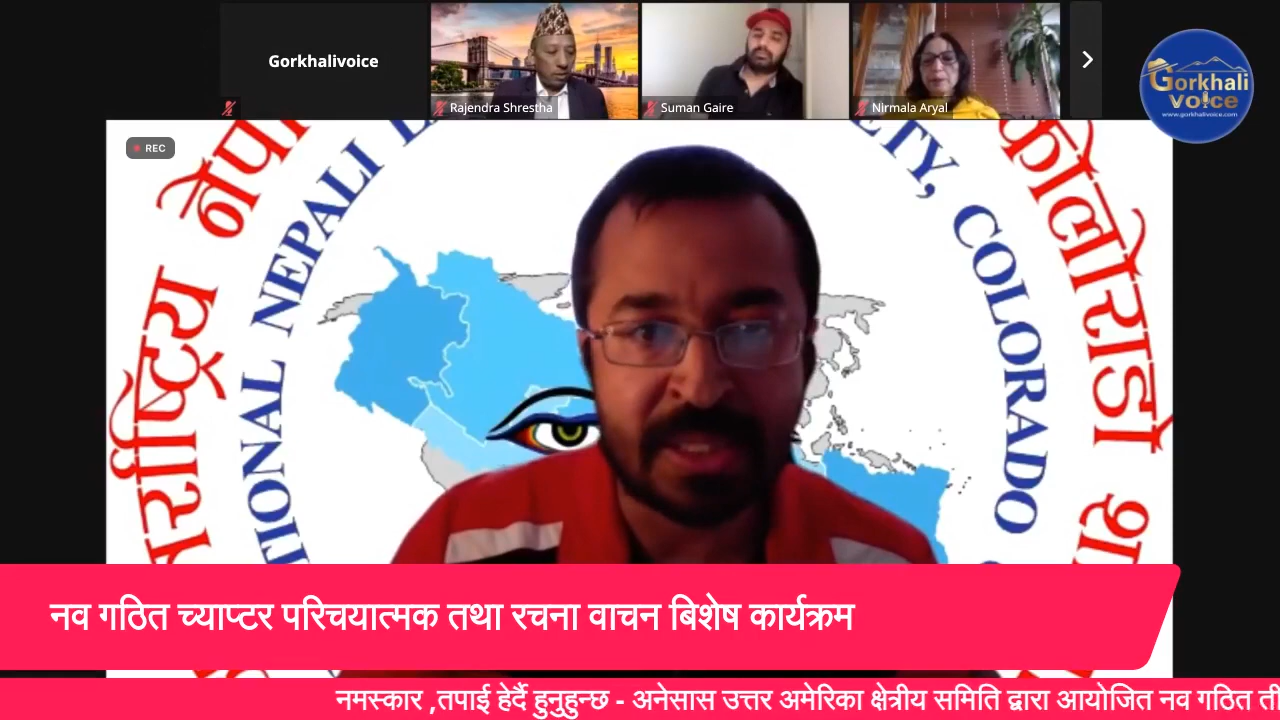 Gorkhalivoice
Rajendra Shrestha
Suman Gaire
Nirmala Aryal
Gorkhali
Voice
www.gorkhalivoice.com
REC
NEPALI
COLORADO
नव गठित च्याप्टर परिचयात्मक तथा रचना वाचन बिशेष कार्यक्रम
नमस्कार ,तपाई हेर्दै हुनुहुन्छ - अनेसास उत्तर अमेरिका क्षेत्रीय समिति द्वारा आयोजित नव गठित